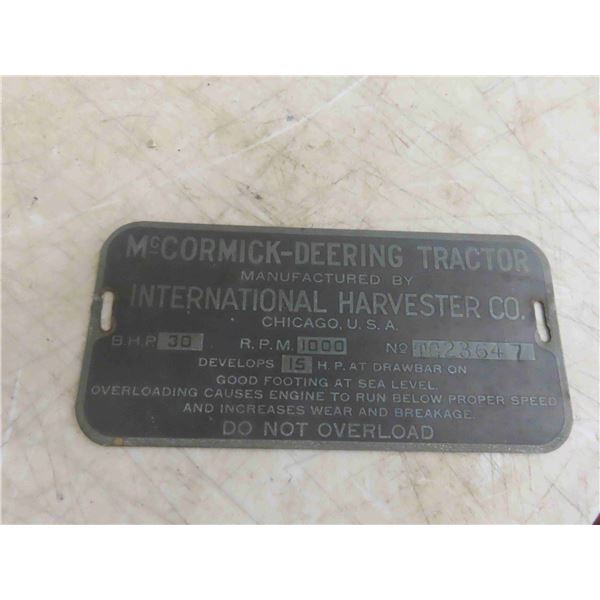 McCORMICK-DEERING TRACTOR
MANUFACTURED BY
INTERNATIONAL HARVESTER CO.
CHICAGO, U.S.A.
B.H.P. 30 R.P.M. 1000 No TG23647
DEVELOPS 15 H.P. AT DRAWBAR ON
GOOD FOOTING AT SEA LEVEL.
OVERLOADING CAUSES ENGINE TO RUN BELOW PROPER SPEED
AND INCREASES WEAR AND BREAKAGE.
DO NOT OVERLOAD